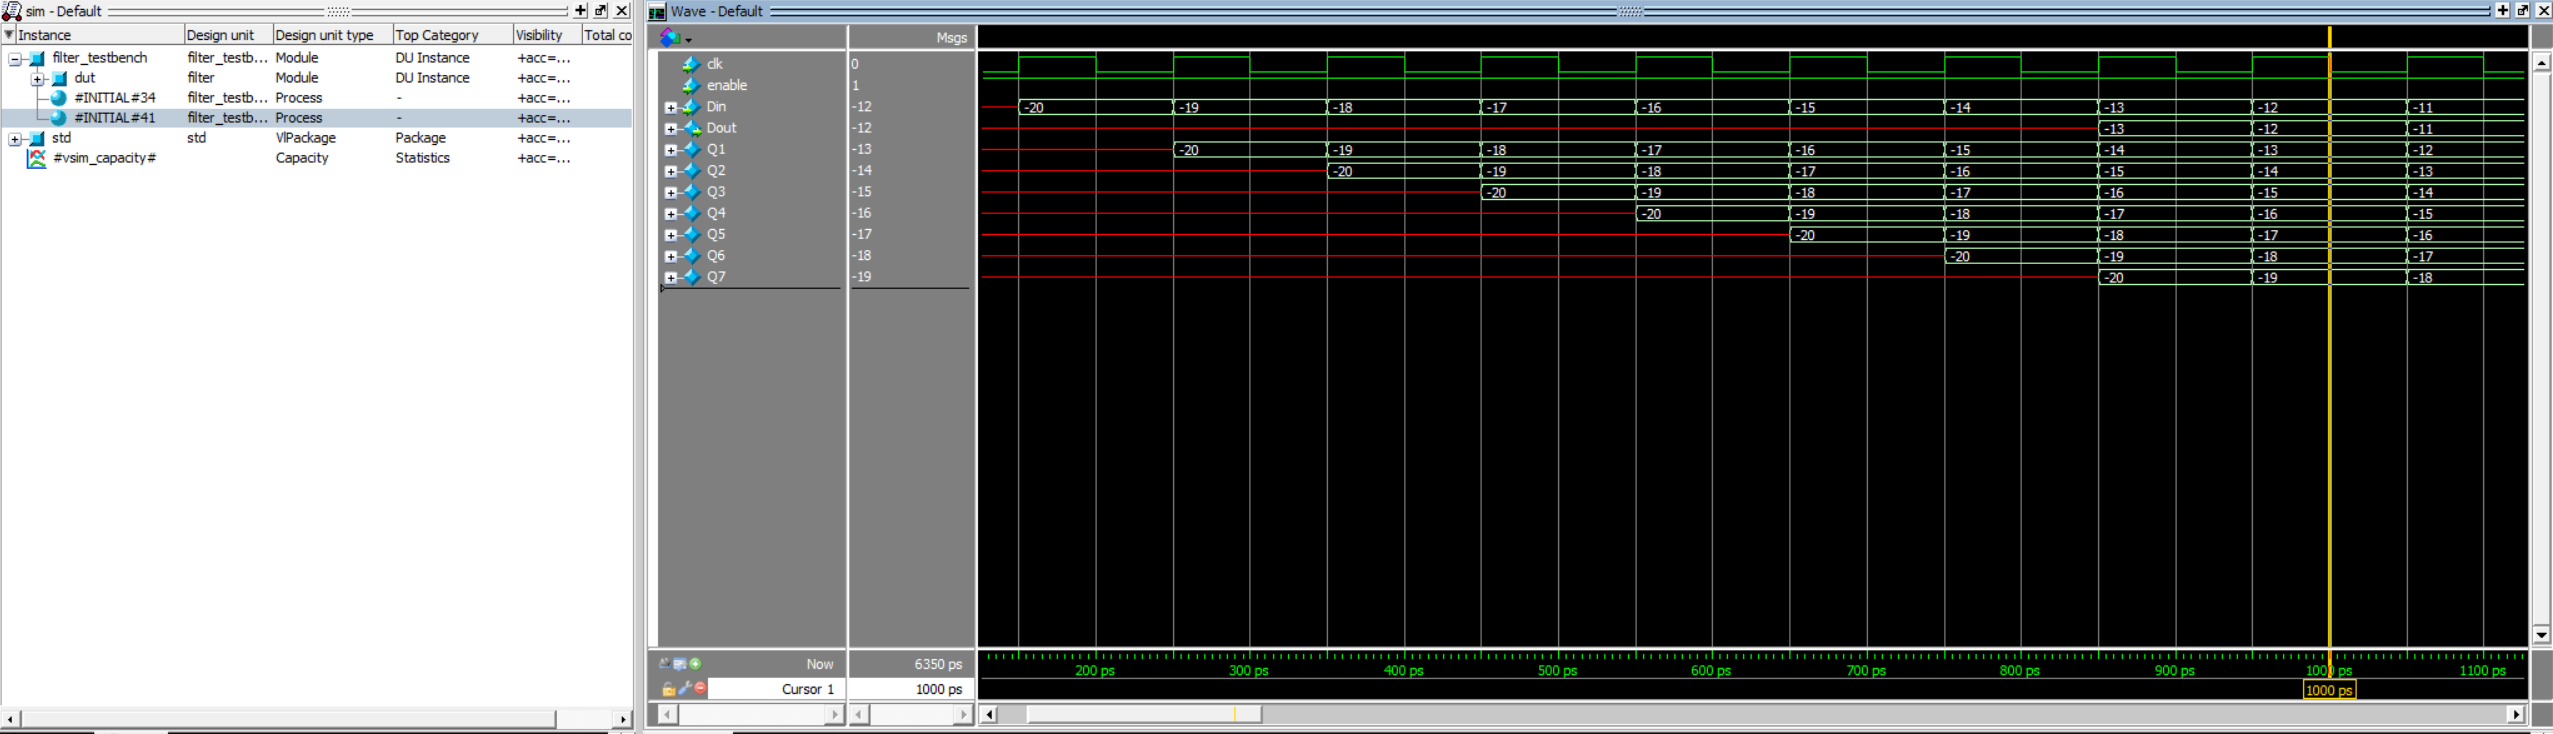 sim - Default
Instance Design unit Design unit type Top Category Visibility Total co
filter_testbench filter_testb... Module DU Instance +acc=...
dut filter Module DU Instance +acc=...
#INITIAL#34 filter_testb... Process - +acc=...
#INITIAL#41 filter_testb... Process - +acc=...
std std VlPackage Package +acc=...
#vsim_capacity# Capacity Statistics +acc=...
Wave - Default
Msgs
clk 0
enable 1
Din -12 -20 -19 -18 -17 -16 -15 -14 -13 -12 -11
Dout -12 -13 -12 -11
Q1 -13 -20 -19 -18 -17 -16 -15 -14 -13 -12
Q2 -14 -20 -19 -18 -17 -16 -15 -14 -13
Q3 -15 -20 -19 -18 -17 -16 -15 -14
Q4 -16 -20 -19 -18 -17 -16 -15
Q5 -17 -20 -19 -18 -17 -16
Q6 -18 -20 -19 -18 -17
Q7 -19 -20 -19 -18
Now 6350 ps 200 ps 300 ps 400 ps 500 ps 600 ps 700 ps 800 ps 900 ps 1000 ps 1100 ps
Cursor 1 1000 ps 1000 ps